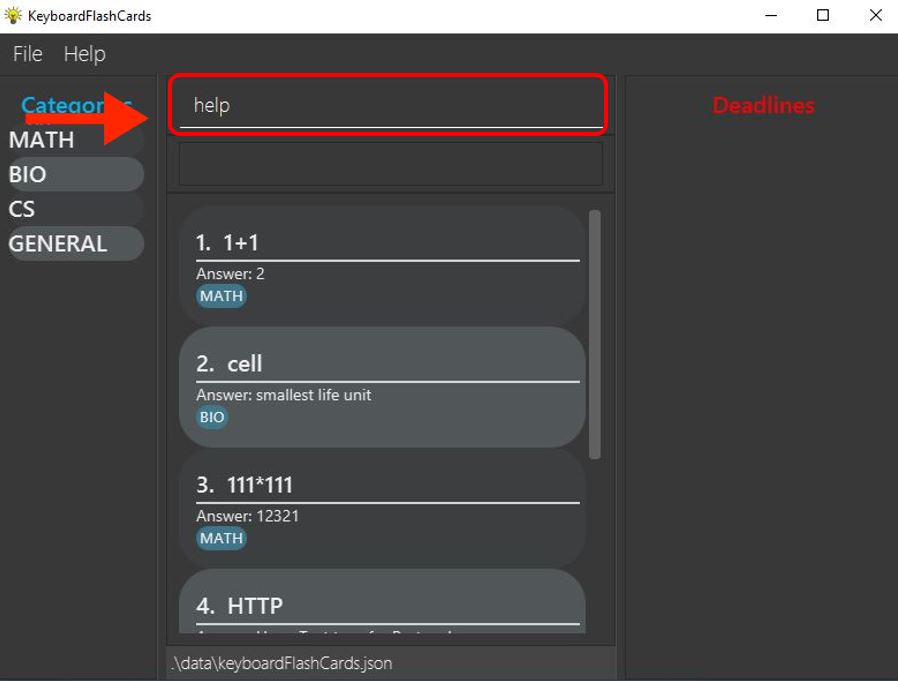 KeyboardFlashCards
File Help
Categories
MATH
BIO
CS
GENERAL
help
1. 1+1
Answer: 2
MATH
2. cell
Answer: smallest life unit
BIO
3. 111*111
Answer: 12321
MATH
4. HTTP
.\data\keyboardFlashCards.json
Deadlines